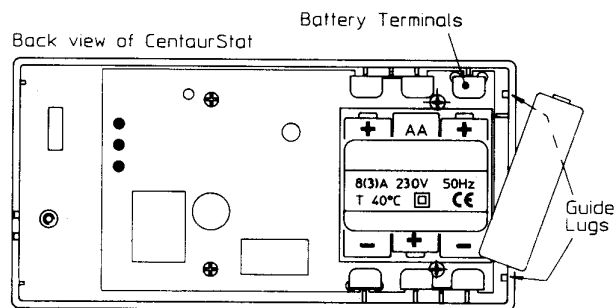 Battery Terminals
Back view of CentaurStat
+ AA +
8(3)A 230V 50Hz
T 40°C CE
- + -
Guide
Lugs